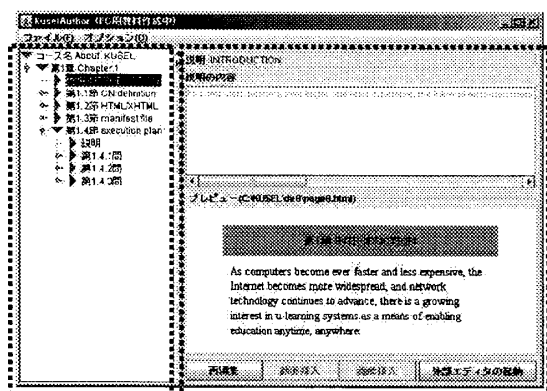 KuselAuthor (EC用教材作成中)
ファイル(F) オプション(O)
コース名 About KUSEL
第1章 Chapter.1
第1.1節 CN definition
第1.2節 HTML/XHTML
第1.3節 manifest file
第1.4節 execution plan
説明
第1.4.1問
第1.4.2問
第1.4.3問
説明 INTRODUCTION
説明の内容
プレビュー(C:¥KUSEL¥dir0¥page0.html)
As computers become ever faster and less expensive, the
Internet becomes more widespread, and network
technology continues to advance, there is a growing
interest in u-learning systems as a means of enabling
education anytime, anywhere.
再編集
外部エディタの起動